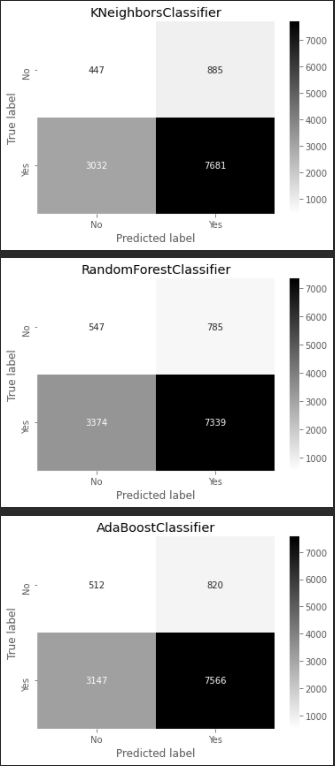 KNeighborsClassifier
No 447 885
True label
Yes 3032 7681
No Yes
Predicted label
7000
6000
5000
4000
3000
2000
1000
RandomForestClassifier
No 547 785
True label
Yes 3374 7339
No Yes
Predicted label
7000
6000
5000
4000
3000
2000
1000
AdaBoostClassifier
No 512 820
True label
Yes 3147 7566
No Yes
Predicted label
7000
6000
5000
4000
3000
2000
1000